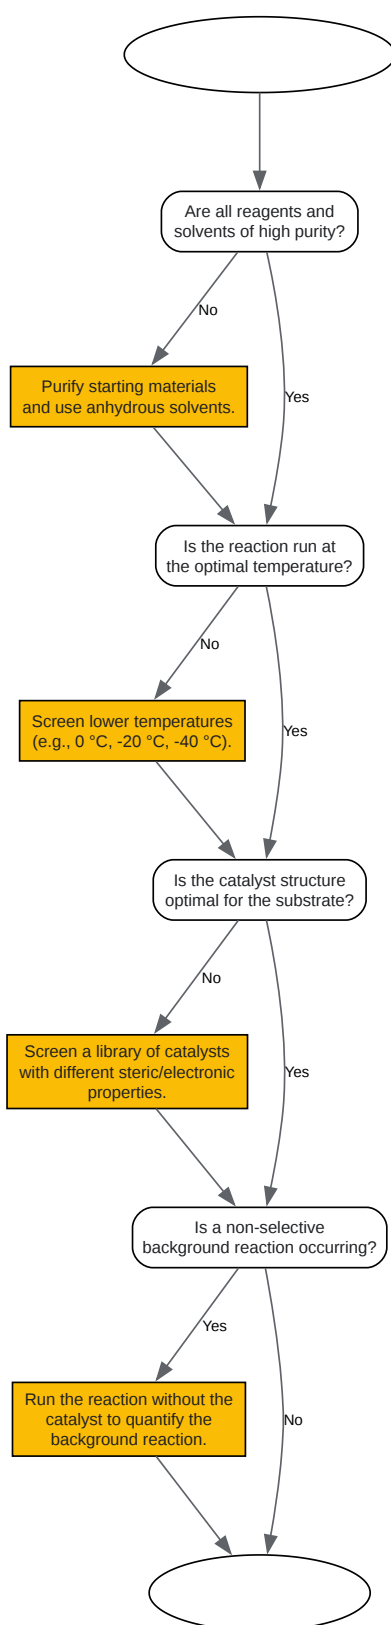 Are all reagents and
solvents of high purity?
No
Yes
Purify starting materials
and use anhydrous solvents.
Is the reaction run at
the optimal temperature?
No
Yes
Screen lower temperatures
(e.g., 0 °C, -20 °C, -40 °C).
Is the catalyst structure
optimal for the substrate?
No
Yes
Screen a library of catalysts
with different steric/electronic
properties.
Is a non-selective
background reaction occurring?
Yes
No
Run the reaction without the
catalyst to quantify the
background reaction.